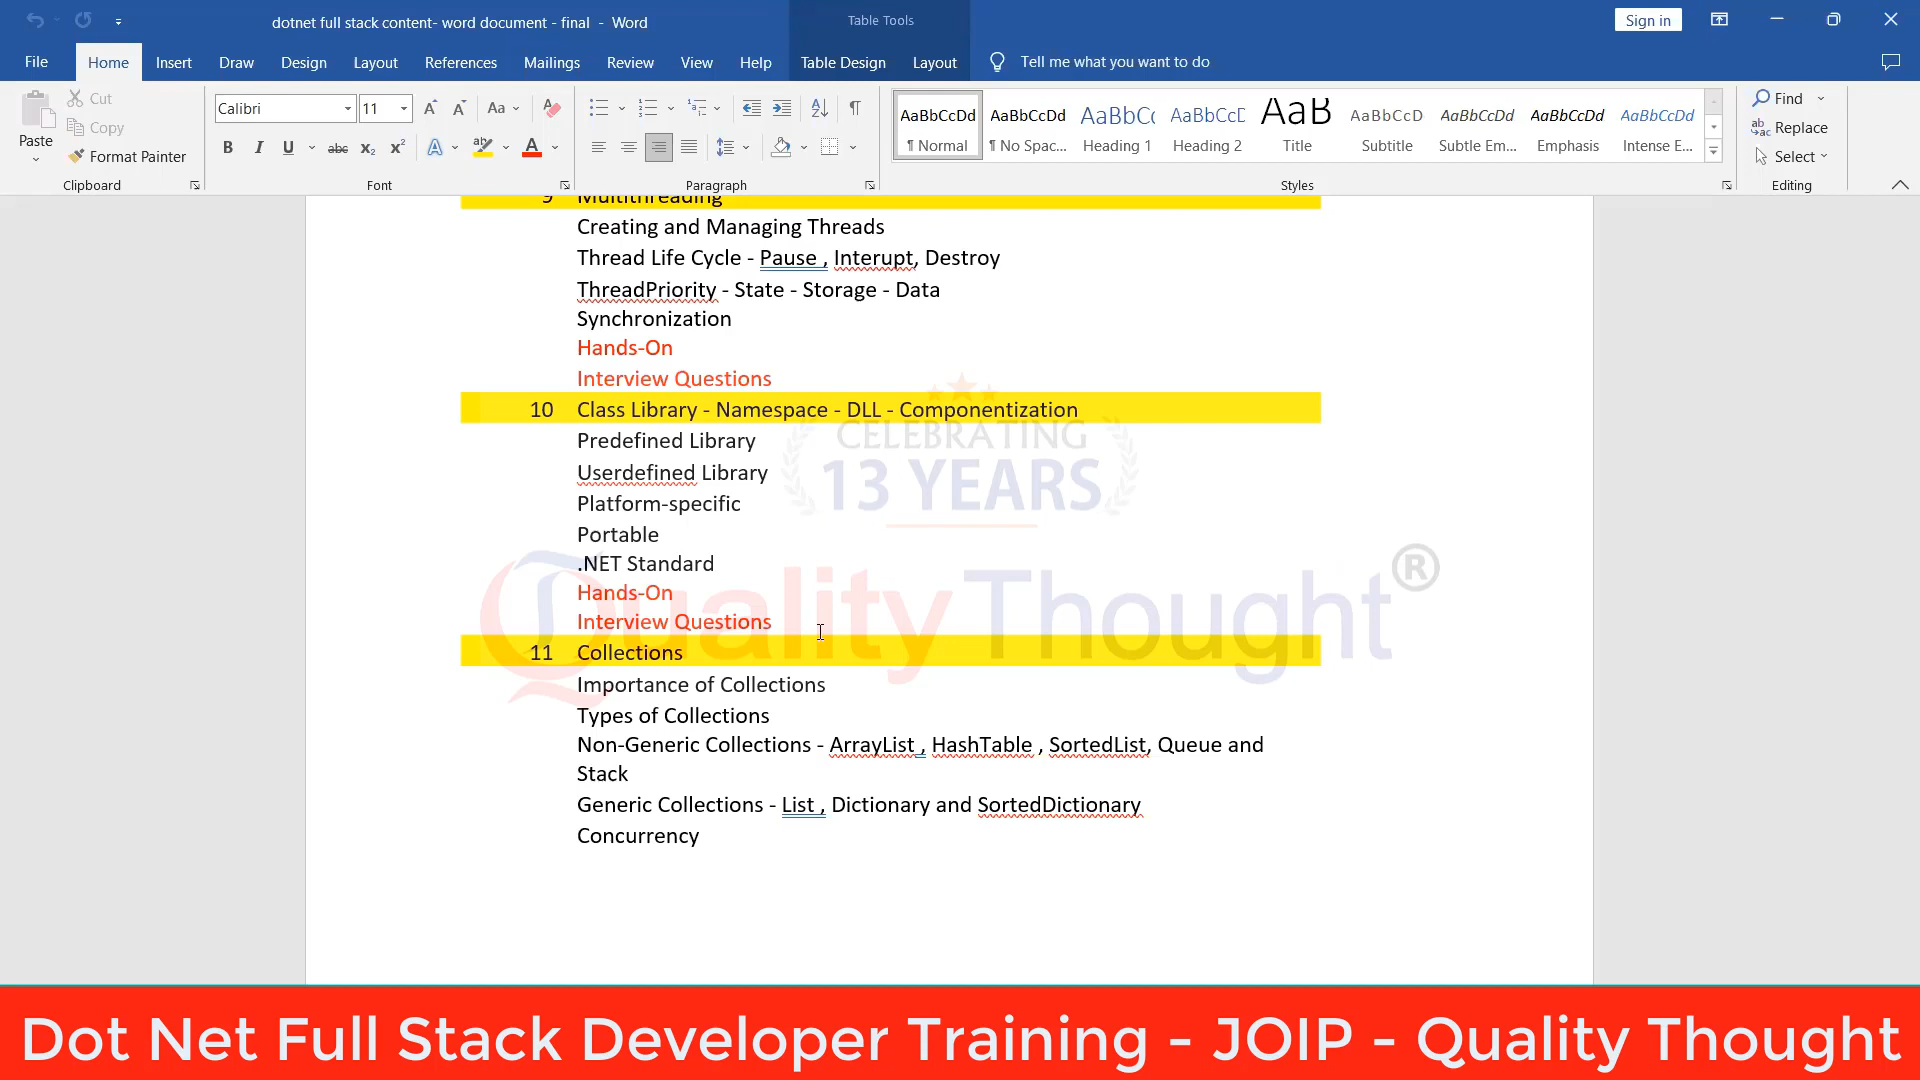 dotnet full stack content- word document - final - Word
Table Tools
Sign in
File Home Insert Draw Design Layout References Mailings Review View Help Table Design Layout Tell me what you want to do
Paste
Cut
Copy
Format Painter
Clipboard
Calibri 11
Font
Paragraph
AaBbCcDd AaBbCcDd AaBbCc AaBbCcD AaB AaBbCcD AaBbCcDd AaBbCcDd AaBbCcDd
¶ Normal ¶ No Spac... Heading 1 Heading 2 Title Subtitle Subtle Em... Emphasis Intense E...
Styles
Find
Replace
Select
Editing
9 Multithreading
Creating and Managing Threads
Thread Life Cycle - Pause , Interupt, Destroy
ThreadPriority - State - Storage - Data
Synchronization
Hands-On
Interview Questions
10 Class Library - Namespace - DLL - Componentization
Predefined Library
Userdefined Library
Platform-specific
Portable
.NET Standard
Hands-On
Interview Questions
11 Collections
Importance of Collections
Types of Collections
Non-Generic Collections - ArrayList , HashTable , SortedList, Queue and
Stack
Generic Collections - List , Dictionary and SortedDictionary
Concurrency
CELEBRATING
13 YEARS
QualityThought®
Dot Net Full Stack Developer Training - JOIP - Quality Thought